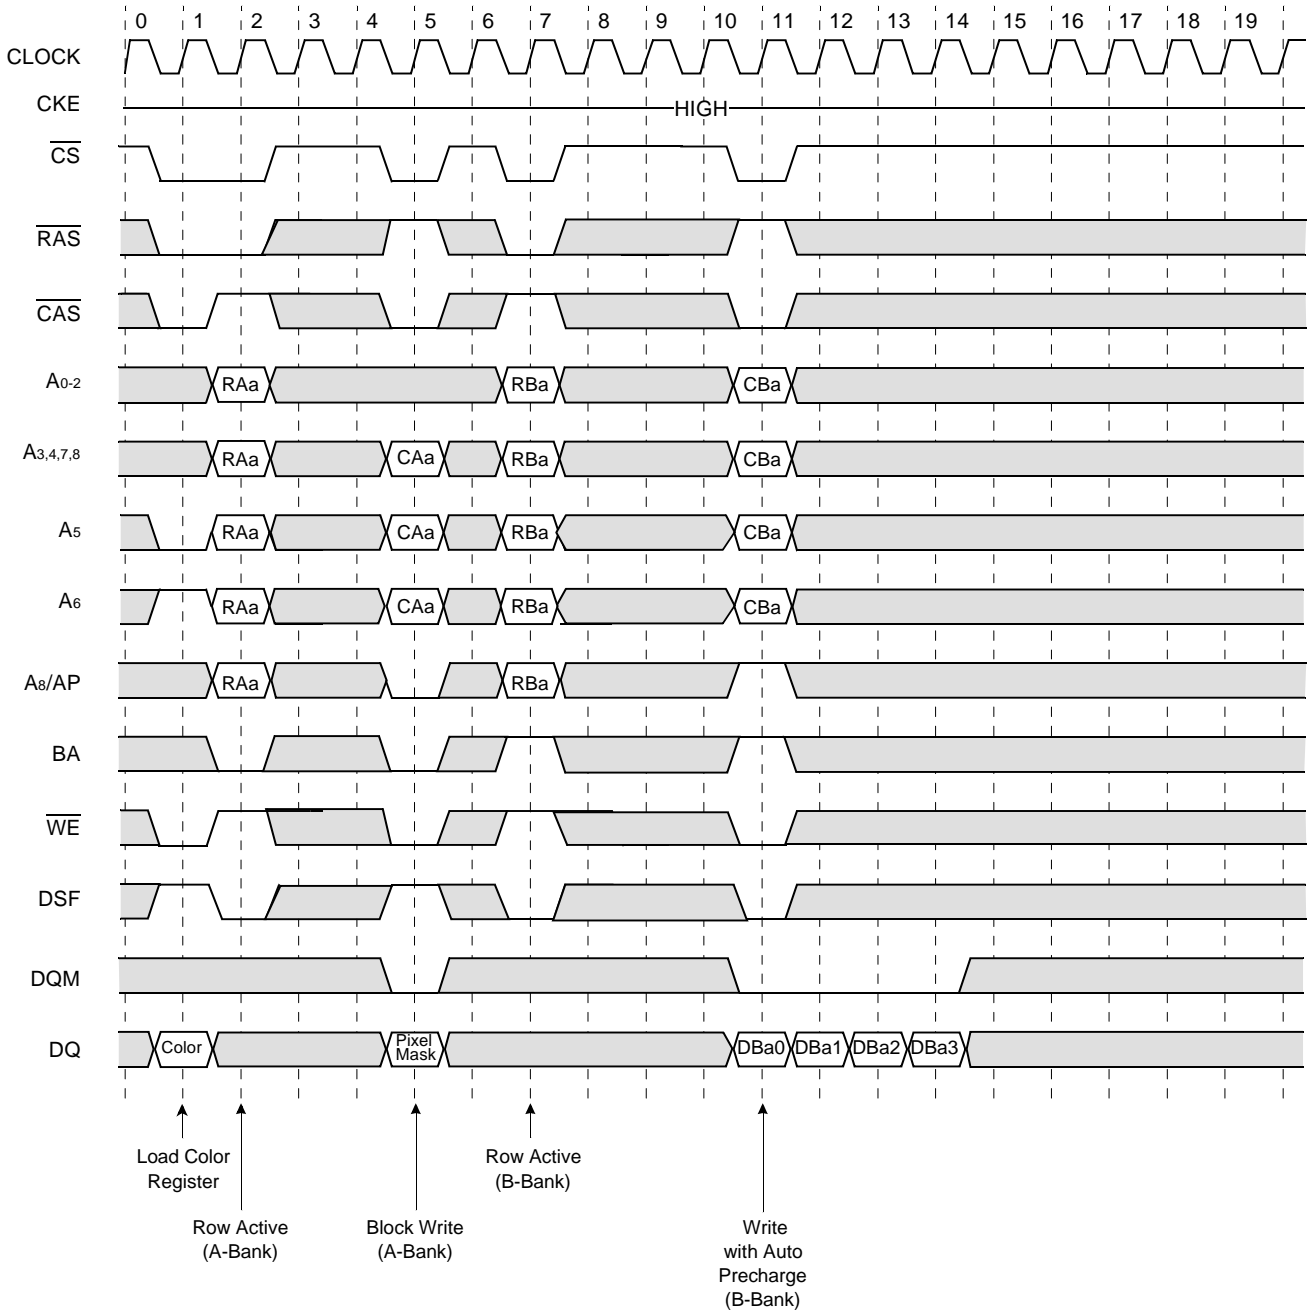 0 1 2 3 4 5 6 7 8 9 10 11 12 13 14 15 16 17 18 19
CLOCK
CKE HIGH
CS
RAS
CAS
A0-2 RAa RBa CBa
A3,4,7,8 RAa CAa RBa CBa
A5 RAa CAa RBa CBa
A6 RAa CAa RBa CBa
A8/AP RAa RBa
BA
WE
DSF
DQM
DQ Color Pixel Mask DBa0 DBa1 DBa2 DBa3
Load Color
Register
Row Active
(B-Bank)
Row Active
(A-Bank)
Block Write
(A-Bank)
Write
with Auto
Precharge
(B-Bank)